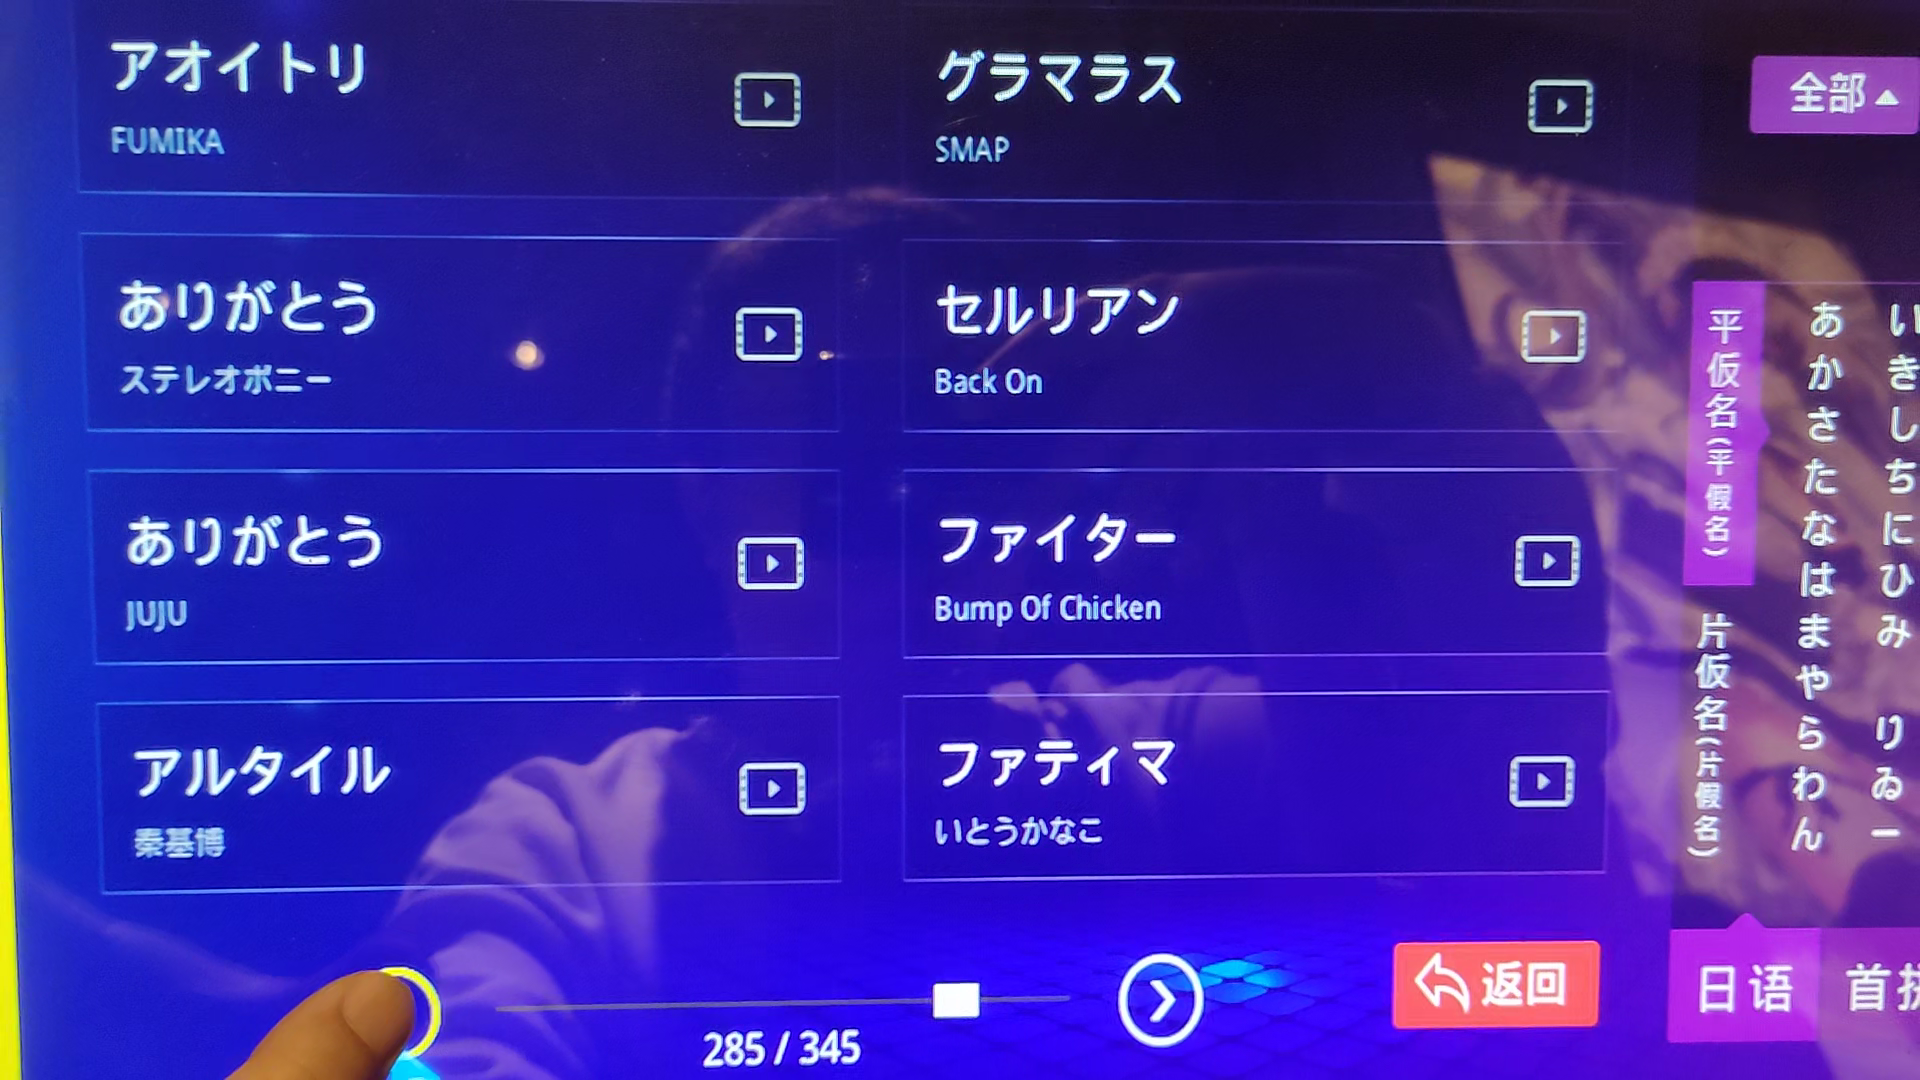 アオイトリ
FUMIKA
グラマラス
SMAP
ありがとう
ステレオポニー
セルリアン
Back On
ありがとう
JUJU
ファイター
Bump Of Chicken
アルタイル
秦基博
ファティマ
いとうかなこ
285 / 345
返回
全部
平仮名(平假名)
片仮名(片假名)
あかさたなはまやらわん
いきしちにひみ りゐー
日语
首